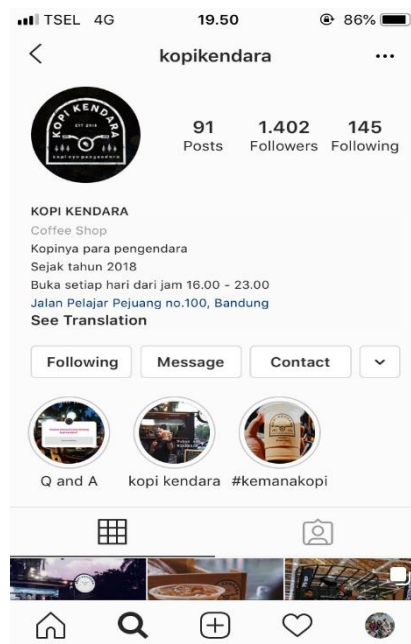 TSEL 4G 19.50 86%
kopikendara
KOPI KENDARA
EST 2018
kopi nya pengendara
91 1.402 145
Posts Followers Following
KOPI KENDARA
Coffee Shop
Kopinya para pengendara
Sejak tahun 2018
Buka setiap hari dari jam 16.00 - 23.00
Jalan Pelajar Pejuang no.100, Bandung
See Translation
Following Message Contact
Q and A kopi kendara #kemanakopi